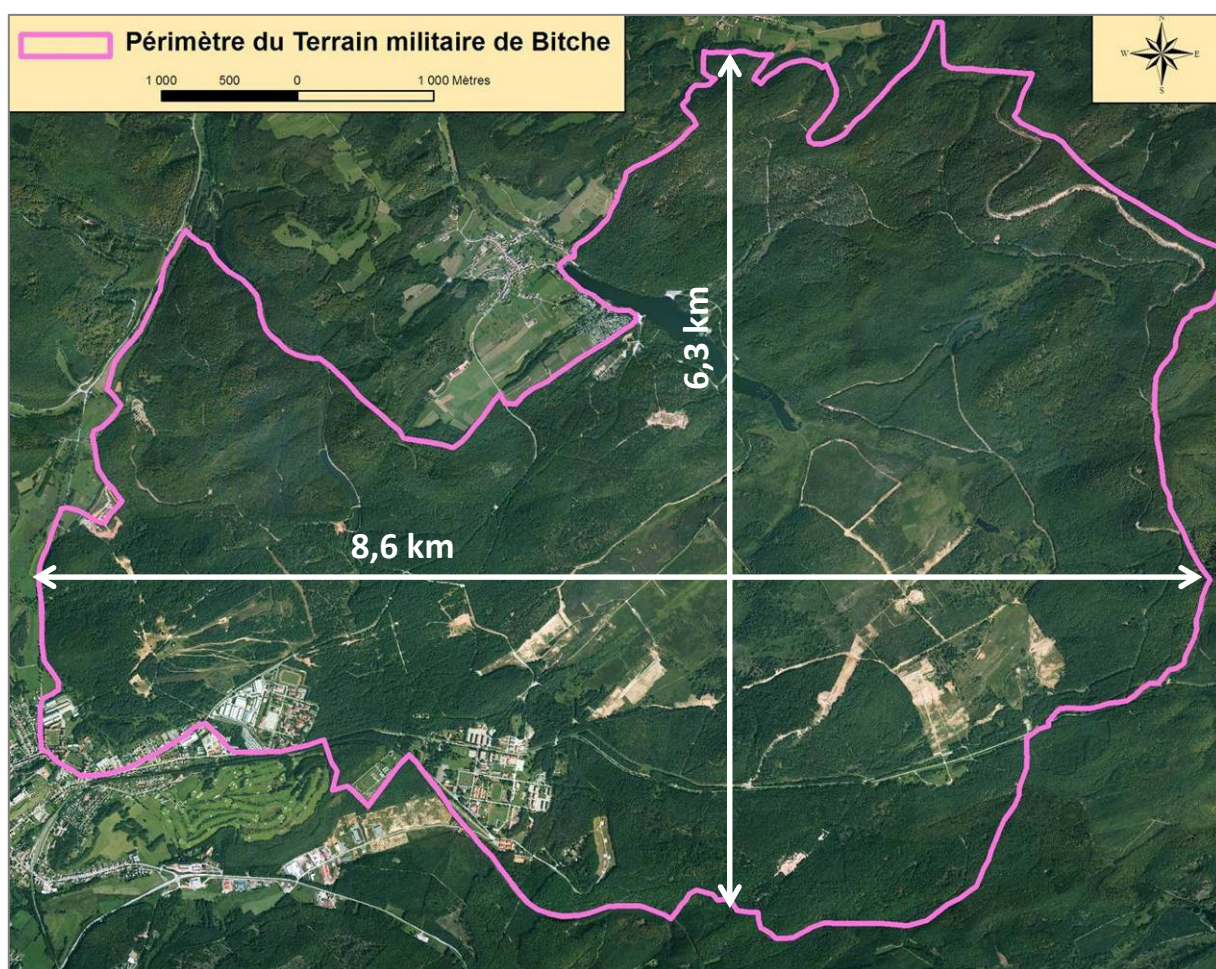 Périmètre du Terrain militaire de Bitche
1 000 500 0 1 000 Mètres
N
W E
S
6,3 km
8,6 km